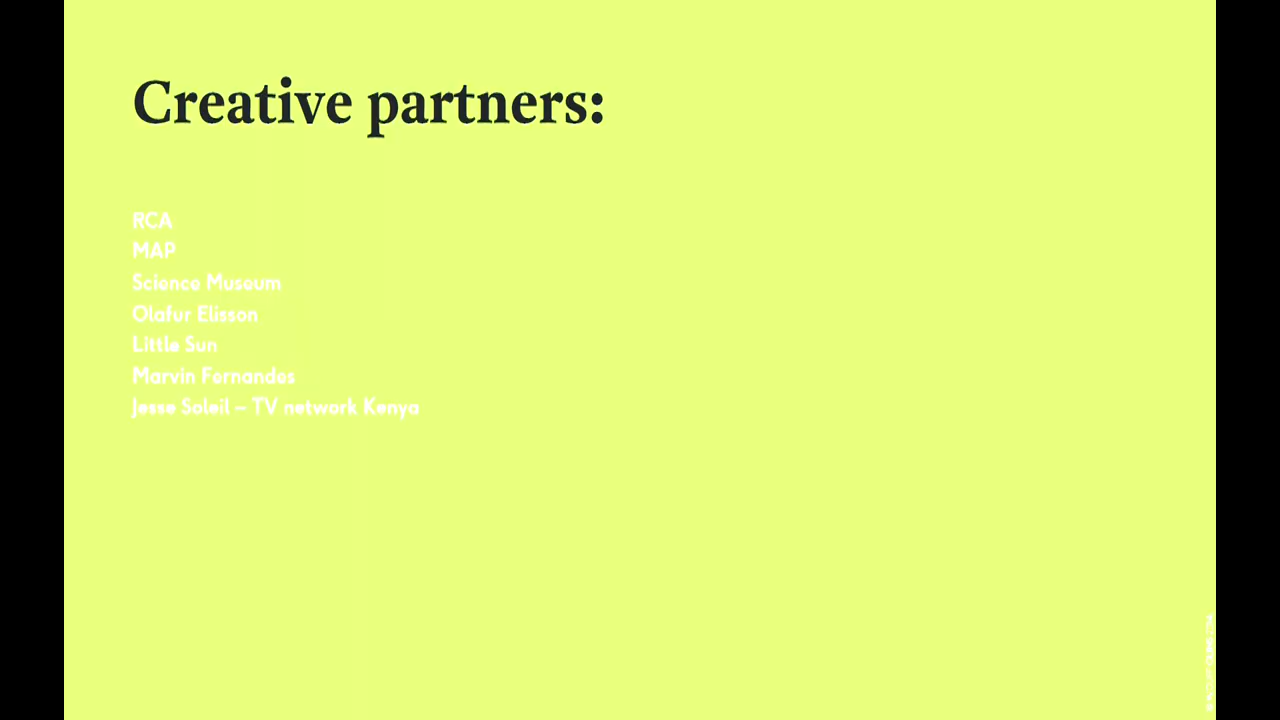 Creative partners:
RCA
MAP
Science Museum
Olafur Elisson
Little Sun
Marvin Fernandes
Jesse Soleil – TV network Kenya